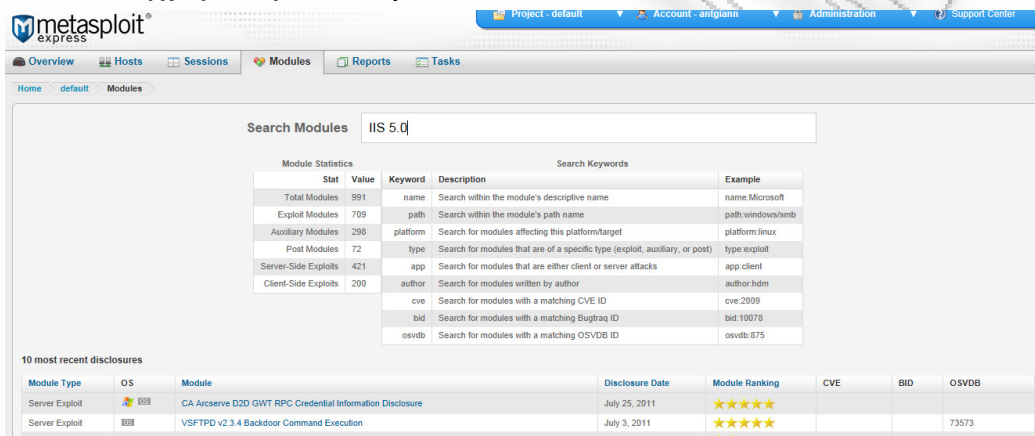 metasploit®
express
Project - default ▼ Account - antgiann ▼ Administration ▼ Support Center
Overview Hosts Sessions Modules Reports Tasks
Home default Modules
Search Modules IIS 5.0
Module Statistics
Stat Value
Total Modules 991
Exploit Modules 709
Auxiliary Modules 298
Post Modules 72
Server-Side Exploits 421
Client-Side Exploits 200
Search Keywords
Keyword Description Example
name Search within the module's descriptive name name:Microsoft
path Search within the module's path name path:windows/smb
platform Search for modules affecting this platform/target platform:linux
type Search for modules that are of a specific type (exploit, auxiliary, or post) type:exploit
app Search for modules that are either client or server attacks app:client
author Search for modules written by author author:hdm
cve Search for modules with a matching CVE ID cve:2009
bid Search for modules with a matching Bugtraq ID bid:10078
osvdb Search for modules with a matching OSVDB ID osvdb:875
10 most recent disclosures
Module Type OS Module Disclosure Date Module Ranking CVE BID OSVDB
Server Exploit OS CA Arcserve D2D GWT RPC Credential Information Disclosure July 25, 2011
Server Exploit OS VSFTPD v2.3.4 Backdoor Command Execution July 3, 2011 73573